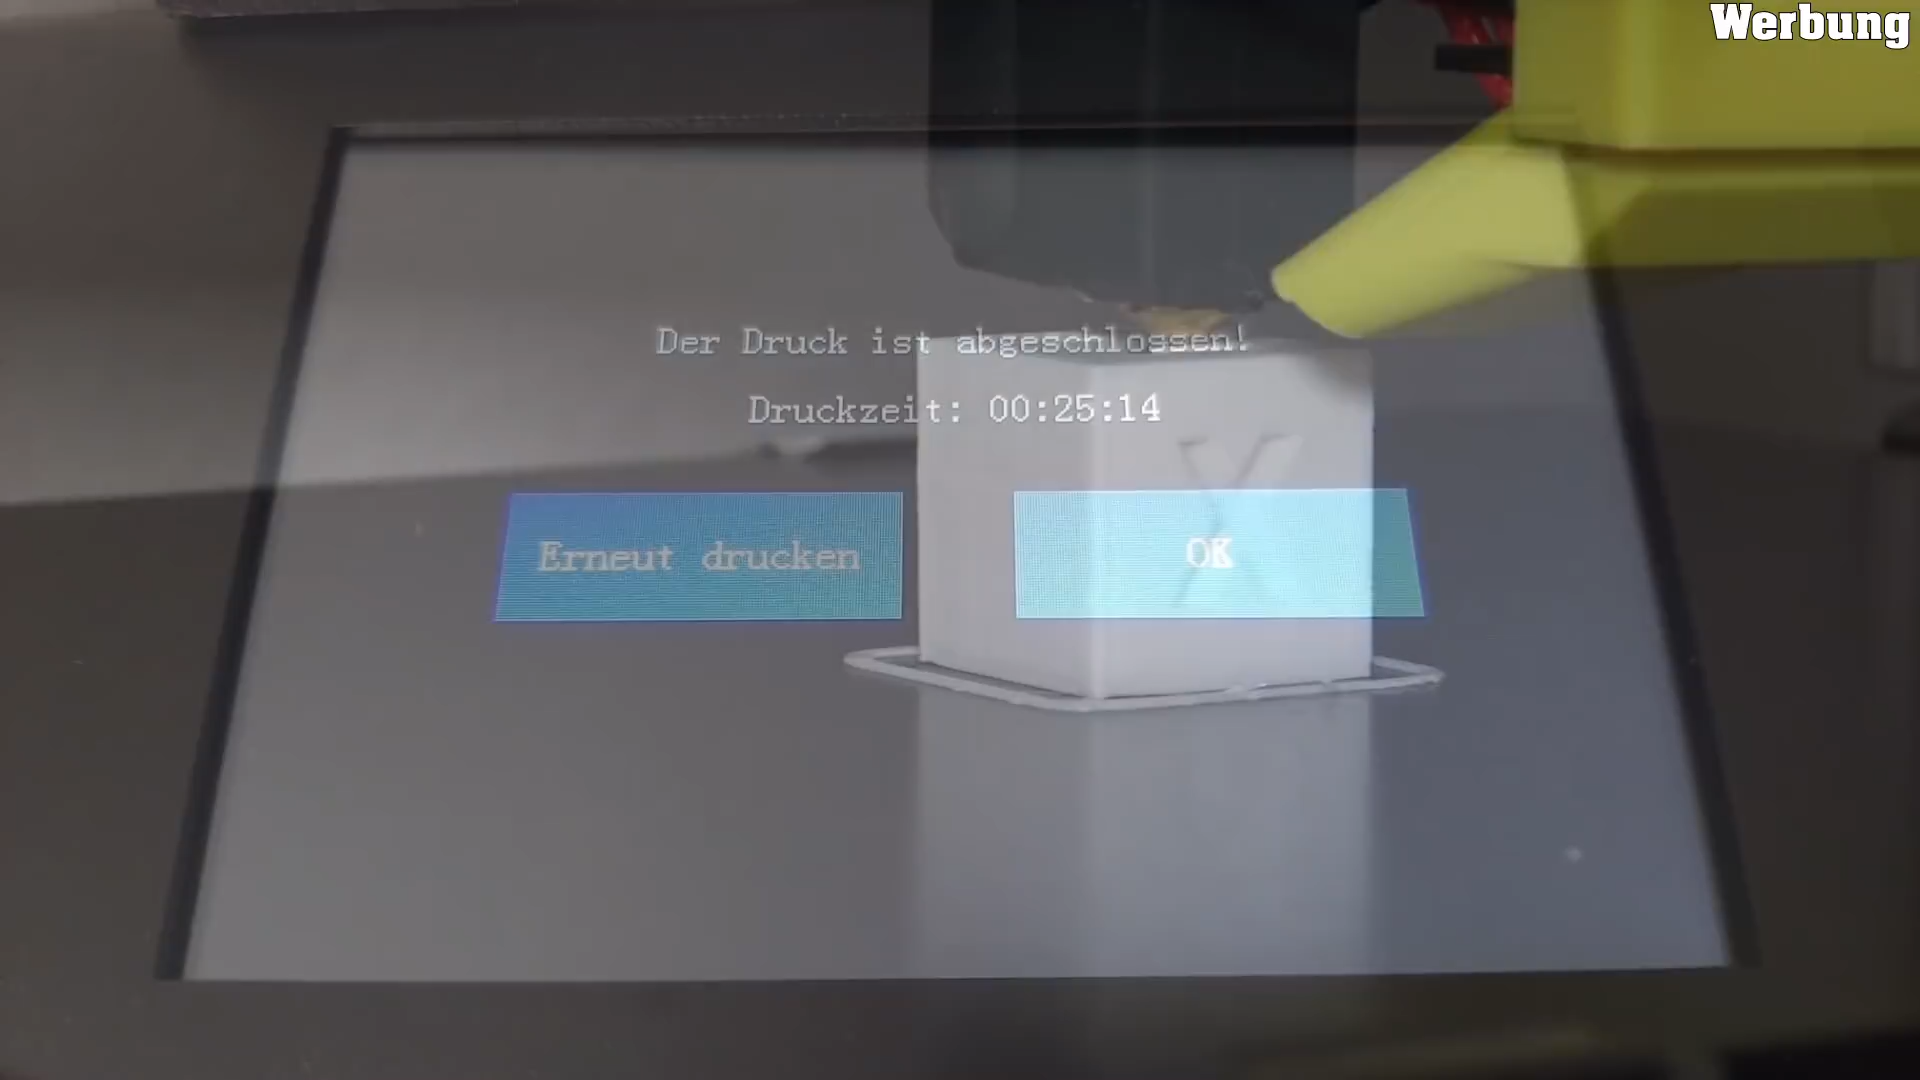 Werbung
Der Druck ist abgeschlossen!
Druckzeit: 00:25:14
Erneut drucken
OK
X